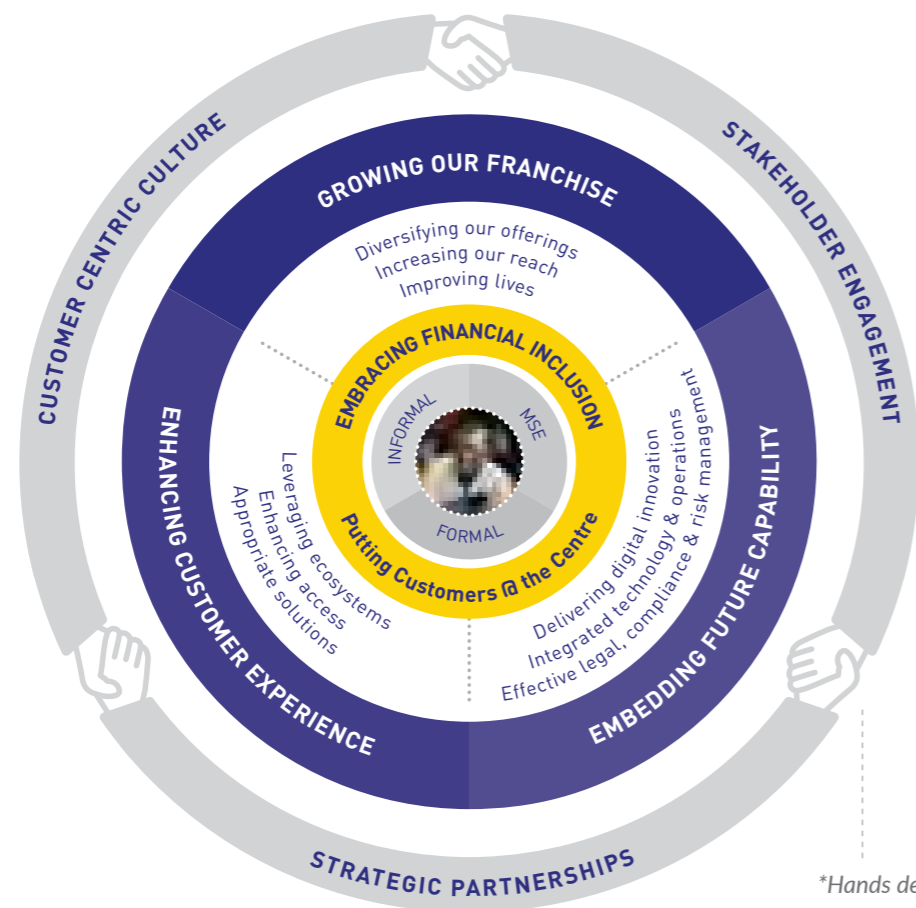 CUSTOMER CENTRIC CULTURE
STAKEHOLDER ENGAGEMENT
GROWING OUR FRANCHISE
Diversifying our offerings
Increasing our reach
Improving lives
EMBRACING FINANCIAL INCLUSION
INFORMAL
MSE
FORMAL
Putting Customers @ the Centre
ENHANCING CUSTOMER EXPERIENCE
Leveraging ecosystems
Enhancing access
Appropriate solutions
Delivering digital innovation
Integrated technology & operations
Effective legal, compliance & risk management
EMBEDDING FUTURE CAPABILITY
STRATEGIC PARTNERSHIPS
*Hands de